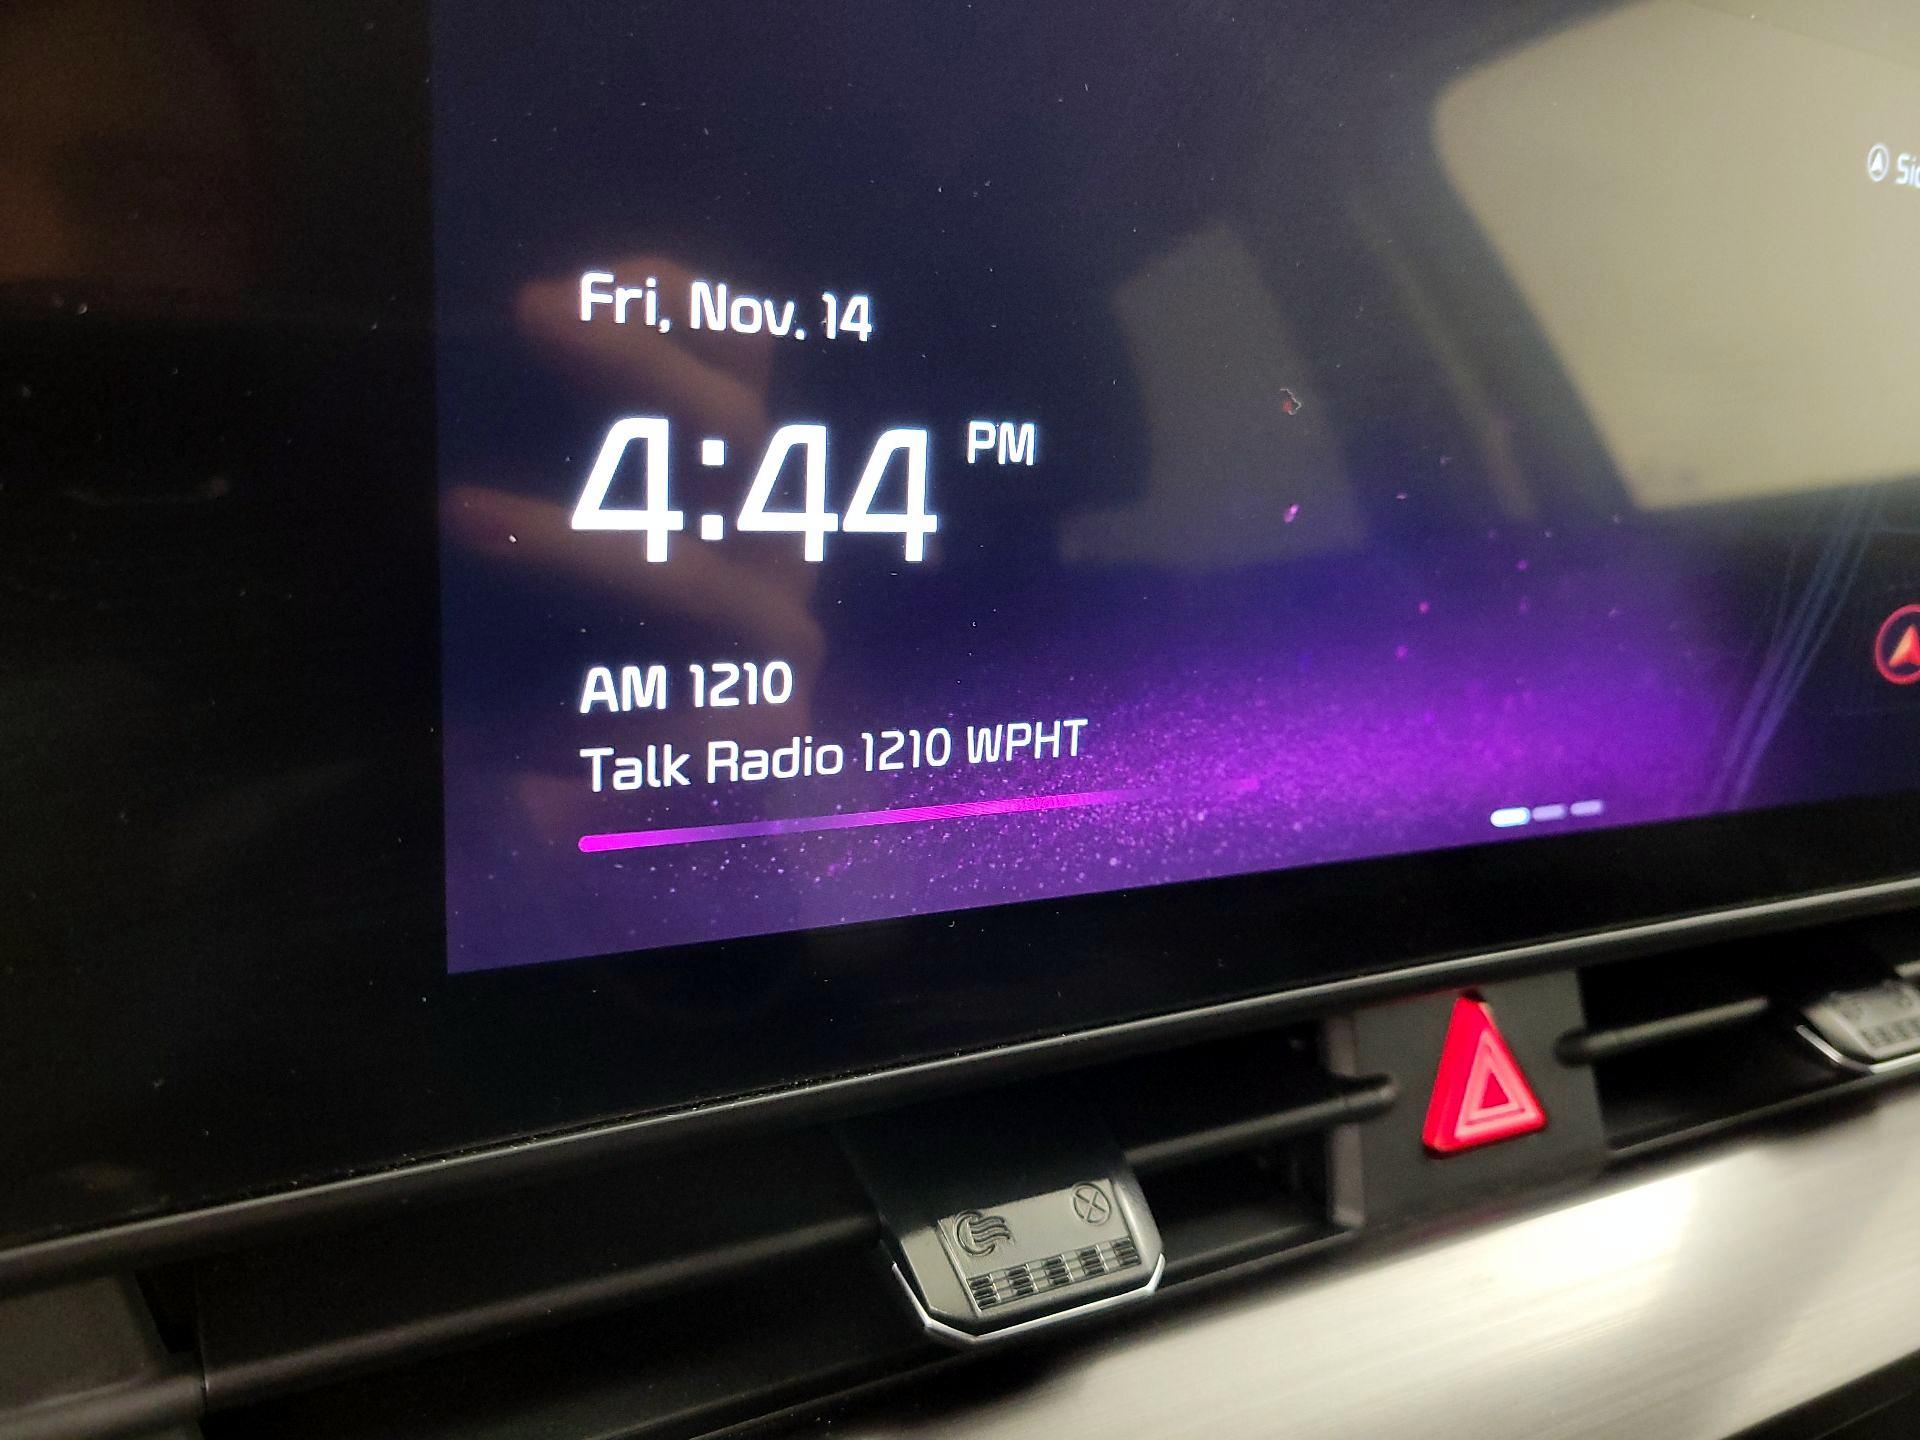 Fri, Nov. 14
4:44 PM
AM 1210
Talk Radio 1210 WPHT